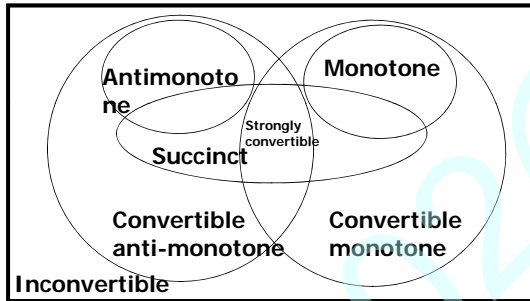 Antimonoto
ne
Monotone
Strongly
convertible
Succinct
Convertible
anti-monotone
Convertible
monotone
Inconvertible